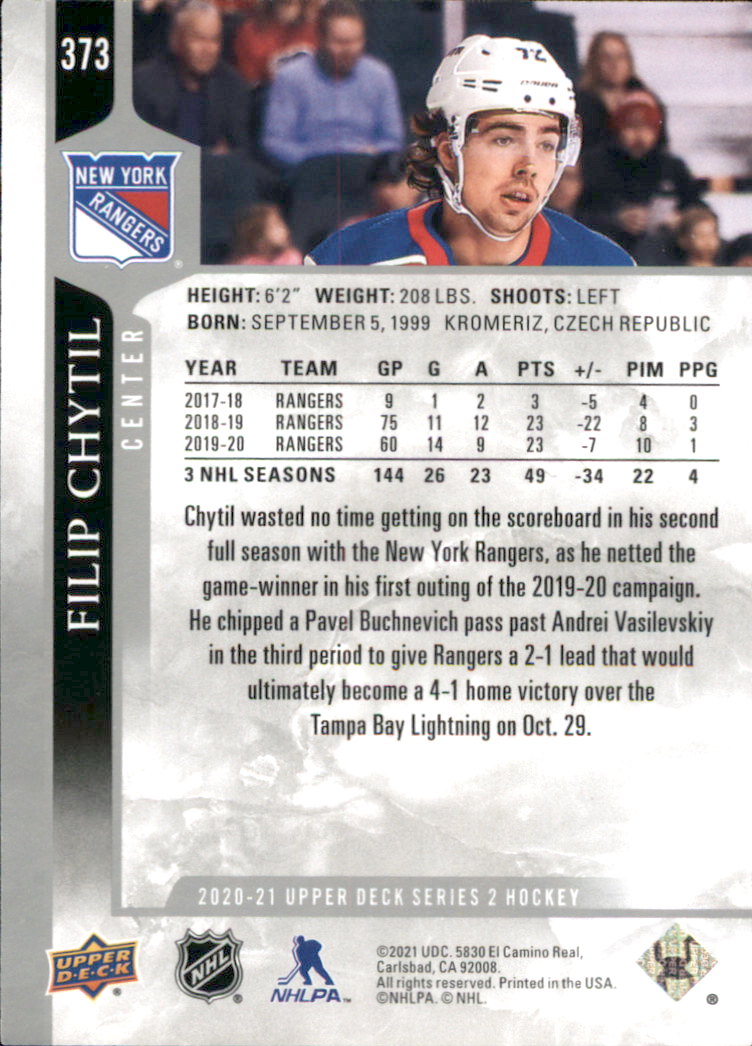 373
72
BAUER
NEW YORK
RANGERS
®
FILIP CHYTIL
CENTER
HEIGHT: 6'2" WEIGHT: 208 LBS. SHOOTS: LEFT
BORN: SEPTEMBER 5, 1999 KROMERIZ, CZECH REPUBLIC
YEAR TEAM GP G A PTS +/- PIM PPG
2017-18 RANGERS 9 1 2 3 -5 4 0
2018-19 RANGERS 75 11 12 23 -22 8 3
2019-20 RANGERS 60 14 9 23 -7 10 1
3 NHL SEASONS 144 26 23 49 -34 22 4
Chytil wasted no time getting on the scoreboard in his second
full season with the New York Rangers, as he netted the
game-winner in his first outing of the 2019-20 campaign.
He chipped a Pavel Buchnevich pass past Andrei Vasilevskiy
in the third period to give Rangers a 2-1 lead that would
ultimately become a 4-1 home victory over the
Tampa Bay Lightning on Oct. 29.
2020-21 UPPER DECK SERIES 2 HOCKEY
UPPER
D·E·C·K
®
NHL
®
NHLPA™
©2021 UDC. 5830 El Camino Real,
Carlsbad, CA 92008.
All rights reserved. Printed in the USA.
©NHLPA. © NHL.
®